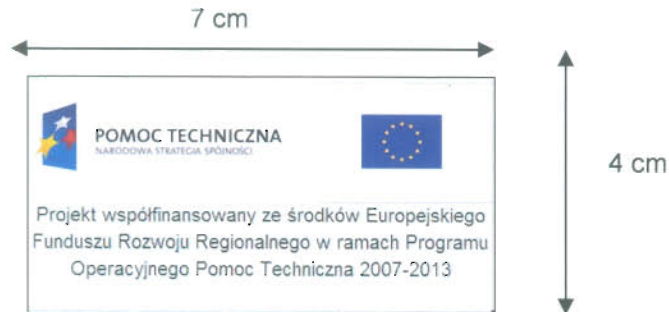 7 cm
POMOC TECHNICZNA
NARODOWA STRATEGIA SPÓJNOŚCI
4 cm
Projekt współfinansowany ze środków Europejskiego
Funduszu Rozwoju Regionalnego w ramach Programu
Operacyjnego Pomoc Techniczna 2007-2013